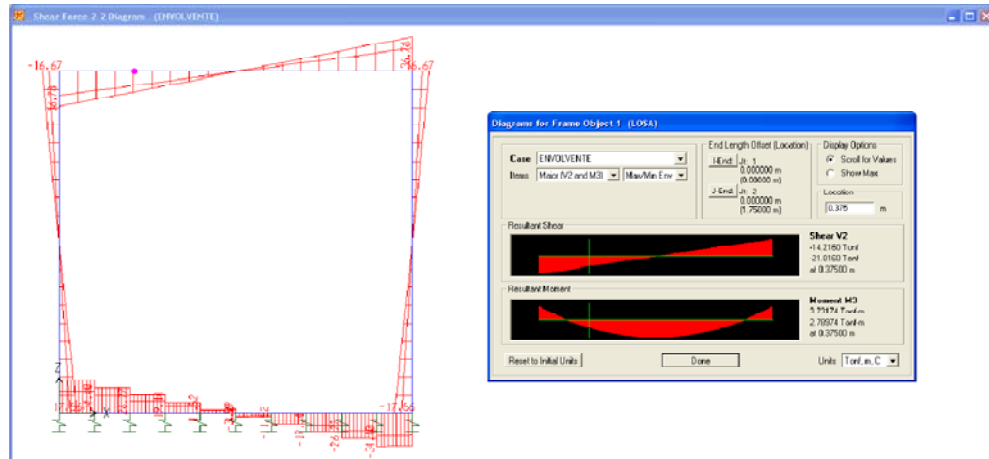 Shear Force 2-2 Diagram (ENVOLVENTE)
-16.67
36.76
16.67
36.76
Z
X
-17.56
Diagrams for Frame Object 1 (LOSA)
Case ENVOLVENTE
Items Major (V2 and M3) Max/Min Env
End Length Offset (Location)
I-End: Jt: 1
0.000000 m
(0.00000 m)
J-End: Jt: 2
0.000000 m
(1.75000 m)
Display Options
Scroll for Values
Show Max
Location
0.375 m
Resultant Shear
Shear V2
-14.2160 Tonf
-21.0160 Tonf
at 0.37500 m
Resultant Moment
Moment M3
2.78974 Tonf-m
at 0.37500 m
Reset to Initial Units
Done
Units Tonf, m, C